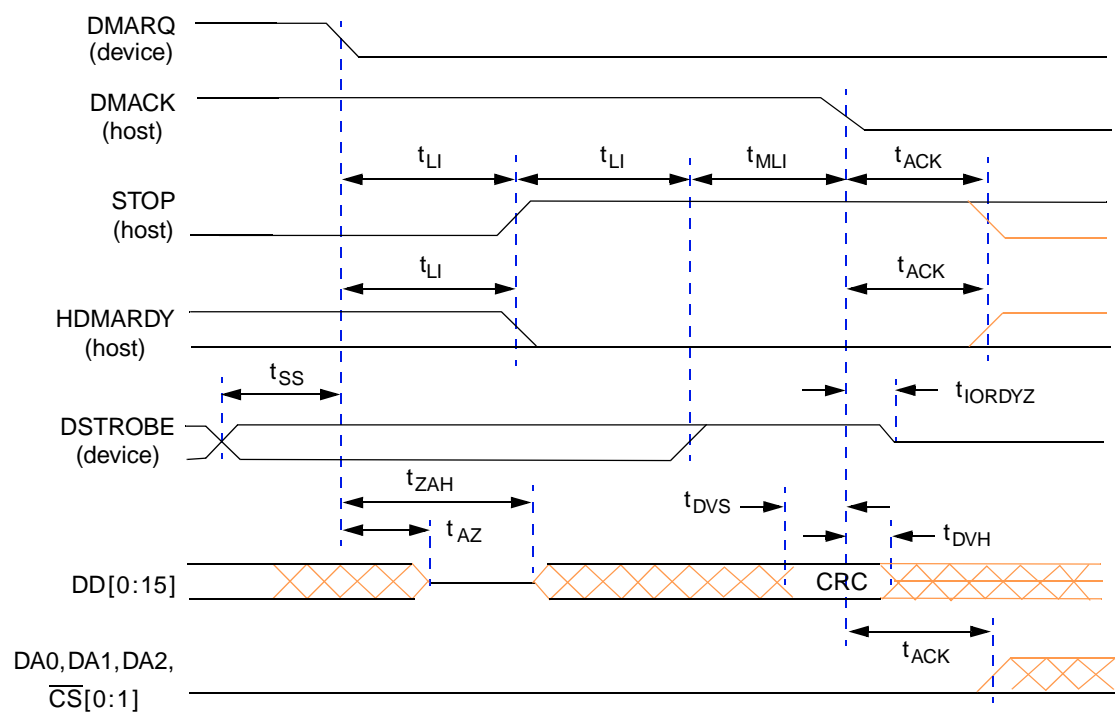 DMARQ
(device)
DMACK
(host)
tLI tLI tMLI tACK
STOP
(host)
tLI tACK
HDMARDY
(host)
tSS
tIORDYZ
DSTROBE
(device)
tZAH
tDVS
tAZ
tDVH
DD[0:15]
CRC
tACK
DA0,DA1,DA2,
C̅S̅[0:1]